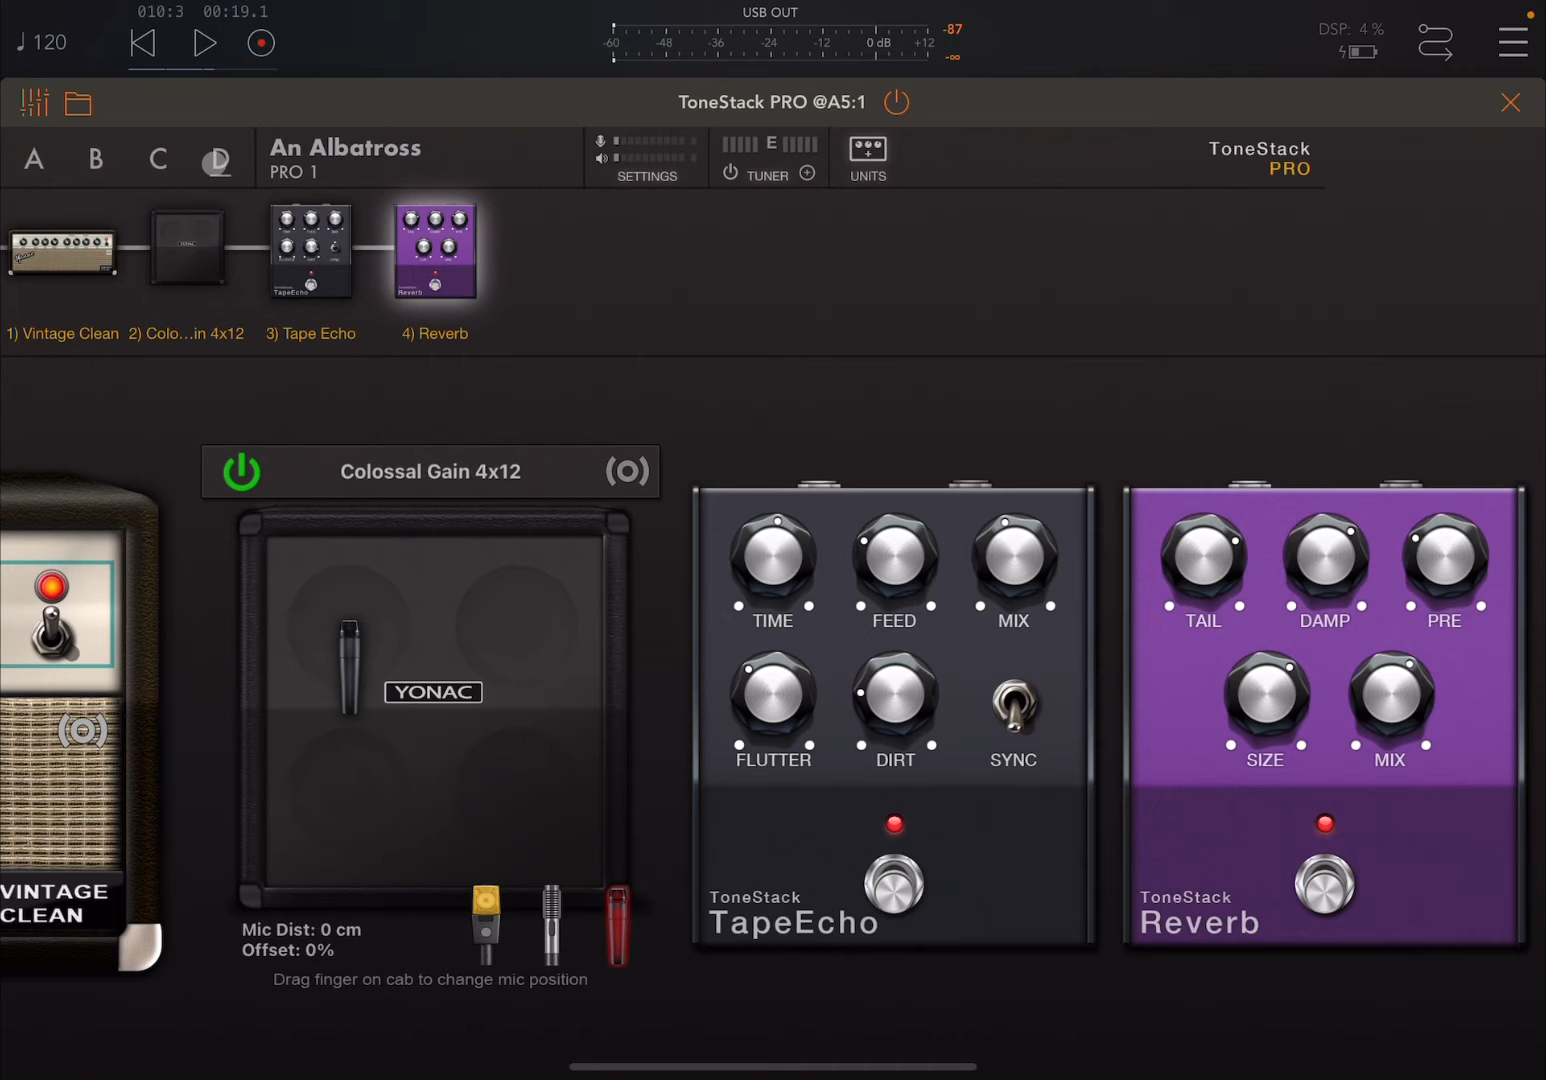 010:3 00:19.1
USB OUT
♩ 120
-60 -48 -36 -24 -12 0 dB +12
-87
-∞
DSP: 4 %
ToneStack PRO @A5:1
A B C D
An Albatross
PRO 1
SETTINGS
E
TUNER
UNITS
ToneStack
PRO
TapeEcho
Reverb
1) Vintage Clean
2) Colo...in 4x12
3) Tape Echo
4) Reverb
Colossal Gain 4x12
YONAC
VINTAGE
CLEAN
Mic Dist: 0 cm
Offset: 0%
Drag finger on cab to change mic position
TIME FEED MIX
FLUTTER DIRT SYNC
ToneStack
TapeEcho
TAIL DAMP PRE
SIZE MIX
ToneStack
Reverb